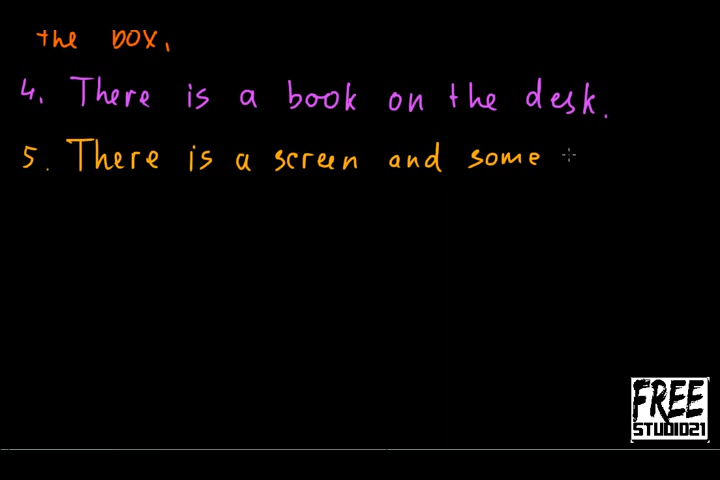 the box.
4. There is a book on the desk.
5. There is a screen and some
FREE
STUDIO21